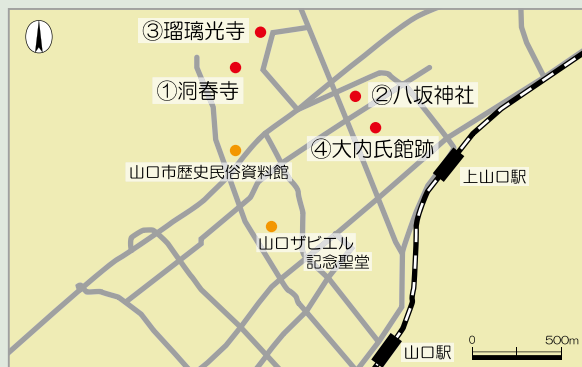 ③瑠璃光寺
①洞春寺
②八坂神社
④大内氏館跡
山口市歴史民俗資料館
上山口駅
山口ザビエル
記念聖堂
0 500m
山口駅